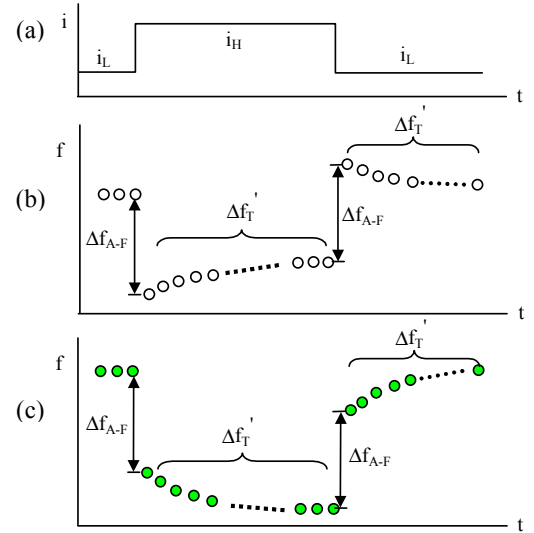 (a)
i
i_L
i_H
i_L
t
(b)
f
Δf_T'
Δf_A-F
Δf_T'
Δf_A-F
t
(c)
f
Δf_T'
Δf_A-F
Δf_T'
Δf_A-F
t